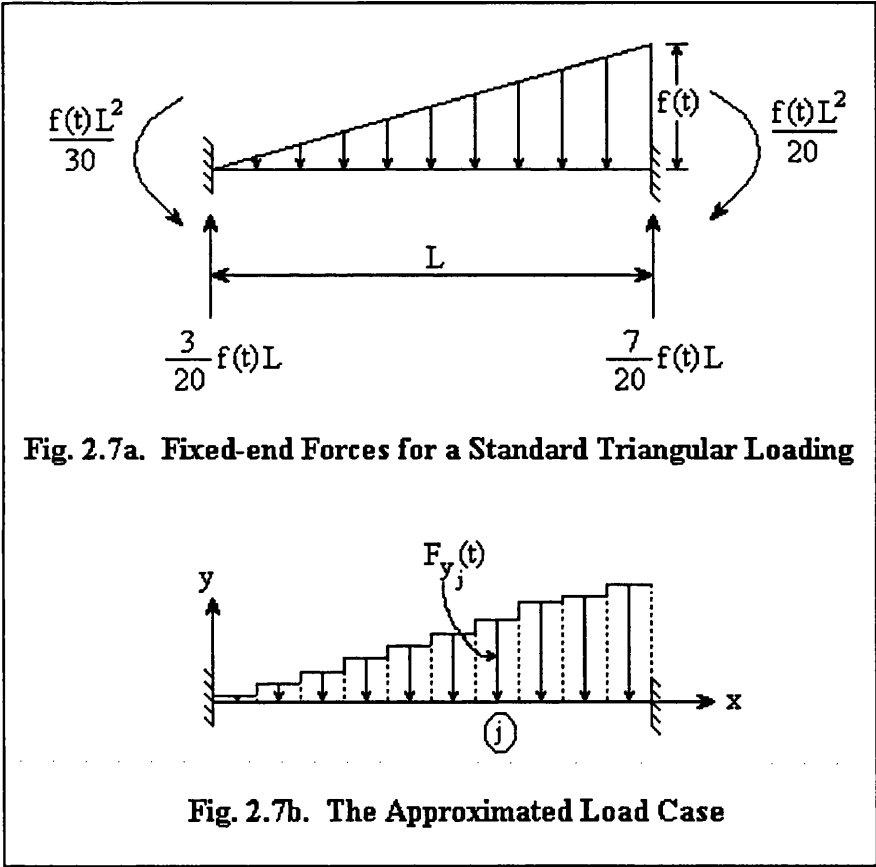 f(t)L²/30
f(t)
f(t)L²/20
L
3/20 f(t)L
7/20 f(t)L
Fig. 2.7a. Fixed-end Forces for a Standard Triangular Loading
F_y_j(t)
y
x
j
Fig. 2.7b. The Approximated Load Case